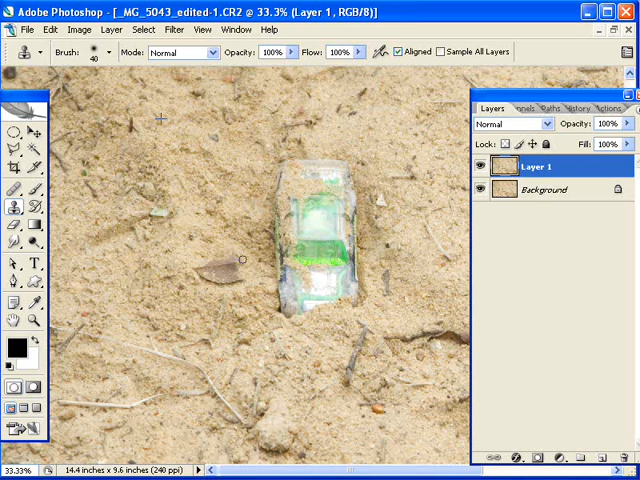 Adobe Photoshop - [_MG_5043_edited-1.CR2 @ 33.3% (Layer 1, RGB/8)]
File Edit Image Layer Select Filter View Window Help
Brush: 40 Mode: Normal Opacity: 100% Flow: 100% Aligned Sample All Layers
Layers nnels Paths History Actions
Normal Opacity: 100%
Lock: Fill: 100%
Layer 1
Background
T
33.33% 14.4 inches x 9.6 inches (240 ppi)